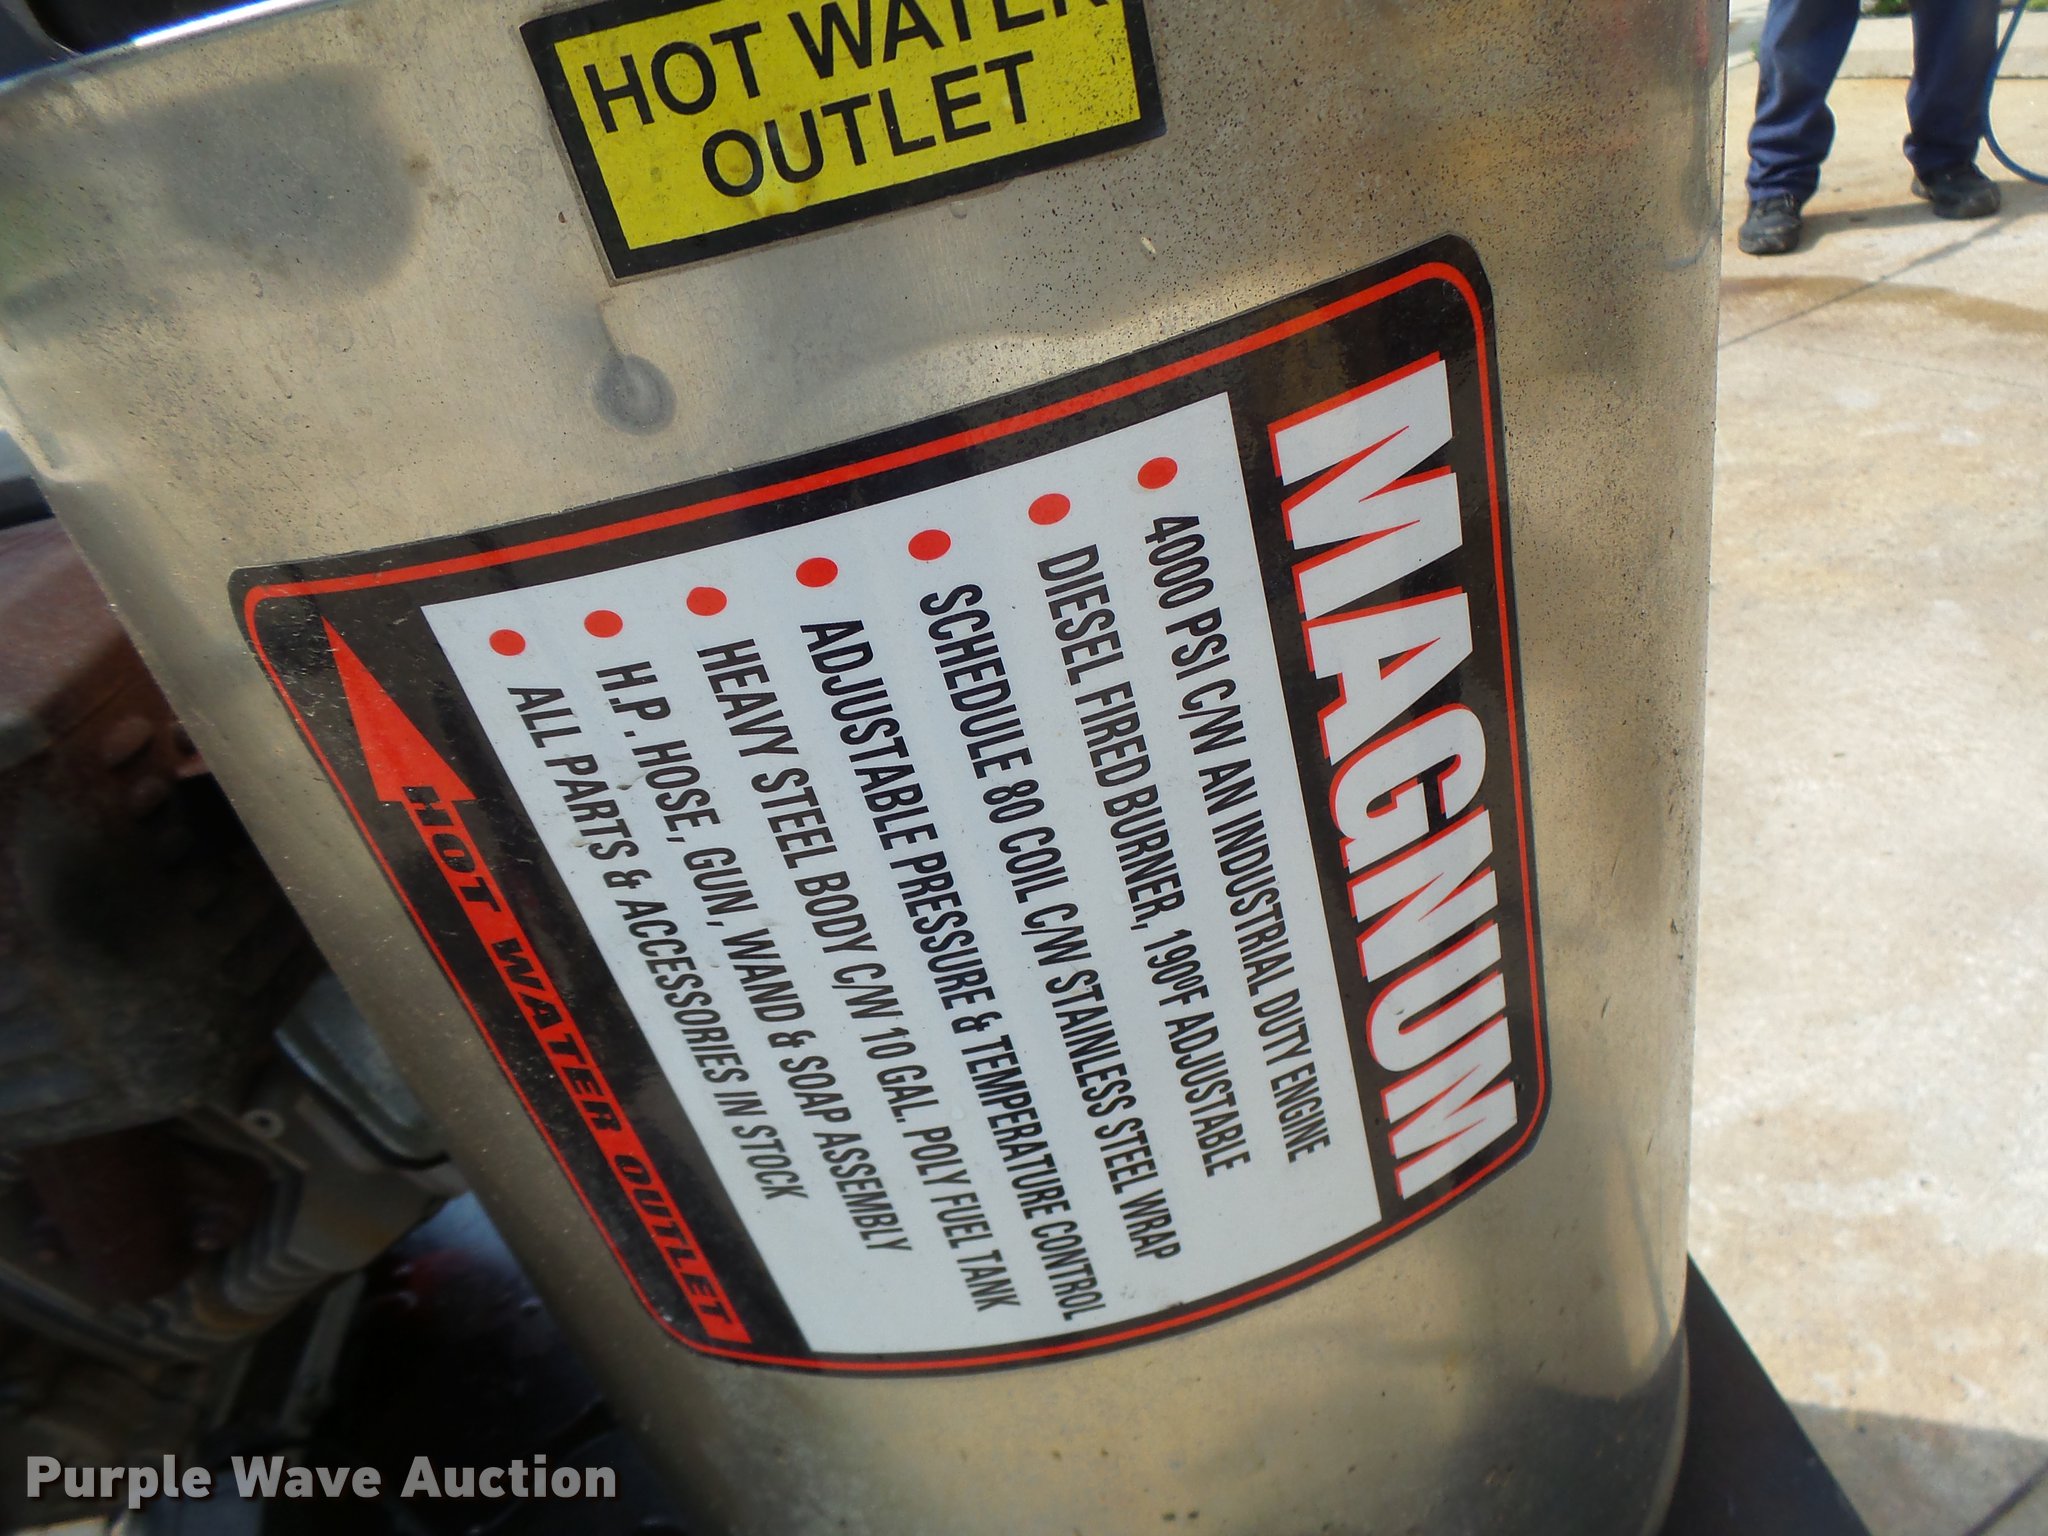 HOT WATER
OUTLET
MAGNUM
4000 PSI C/W AN INDUSTRIAL DUTY ENGINE
DIESEL FIRED BURNER, 190ºF ADJUSTABLE
SCHEDULE 80 COIL C/W STAINLESS STEEL WRAP
ADJUSTABLE PRESSURE & TEMPERATURE CONTROL
HEAVY STEEL BODY C/W 10 GAL. POLY FUEL TANK
H.P. HOSE, GUN, WAND & SOAP ASSEMBLY
ALL PARTS & ACCESSORIES IN STOCK
HOT WATER OUTLET
Purple Wave Auction